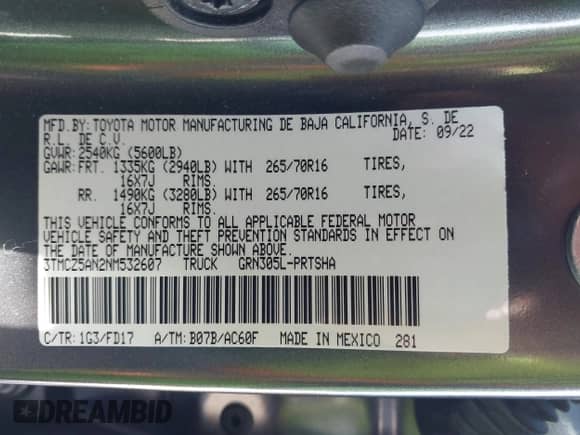 MFD.BY:TOYOTA MOTOR MANUFACTURING DE BAJA CALIFORNIA, S. DE
R.L. DE C.V. DATE: 09/22
GVWR:2540KG (5600LB)
GAWR:FRT. 1335KG (2940LB) WITH 265/70R16 TIRES,
16X7J RIMS.
RR. 1490KG (3280LB) WITH 265/70R16 TIRES,
16X7J RIMS.
THIS VEHICLE CONFORMS TO ALL APPLICABLE FEDERAL MOTOR
VEHICLE SAFETY AND THEFT PREVENTION STANDARDS IN EFFECT ON
THE DATE OF MANUFACTURE SHOWN ABOVE.
3TMCZ5AN2NM532607 TRUCK GRN305L-PRTSHA
C/TR:1G3/FD17 A/TM:B07B/AC60F MADE IN MEXICO 281
DREAMBID